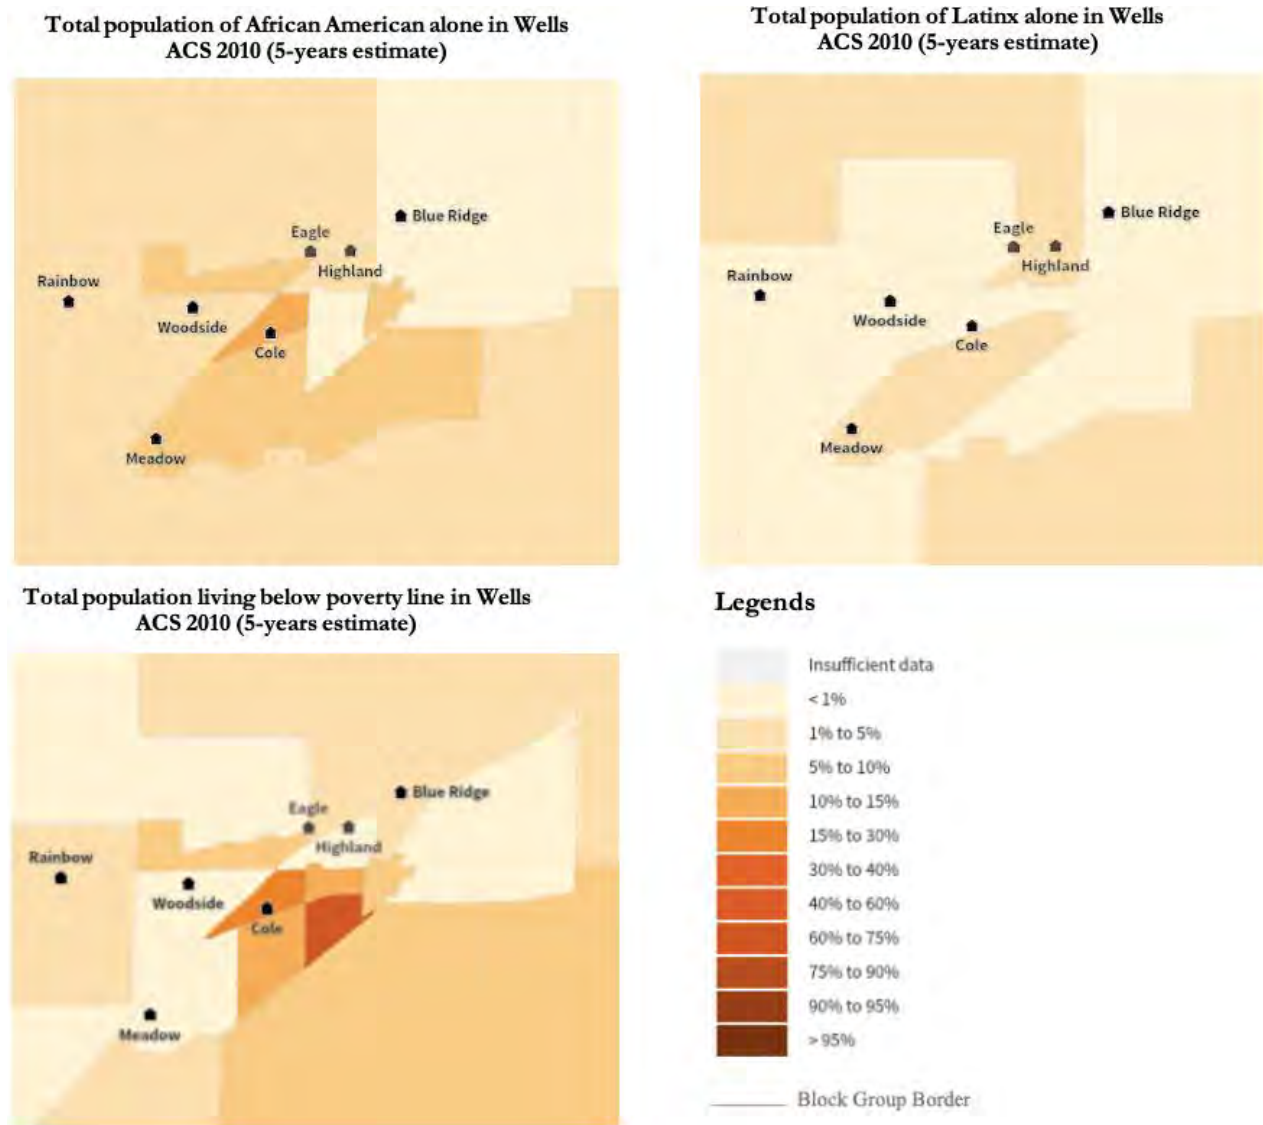 Total population of African American alone in Wells
ACS 2010 (5-years estimate)
Eagle
Blue Ridge
Highland
Rainbow
Woodside
Cole
Meadow
Total population of Latinx alone in Wells
ACS 2010 (5-years estimate)
Eagle
Blue Ridge
Highland
Rainbow
Woodside
Cole
Meadow
Total population living below poverty line in Wells
ACS 2010 (5-years estimate)
Eagle
Blue Ridge
Highland
Rainbow
Woodside
Cole
Meadow
Legends
Insufficient data
< 1%
1% to 5%
5% to 10%
10% to 15%
15% to 30%
30% to 40%
40% to 60%
60% to 75%
75% to 90%
90% to 95%
> 95%
Block Group Border